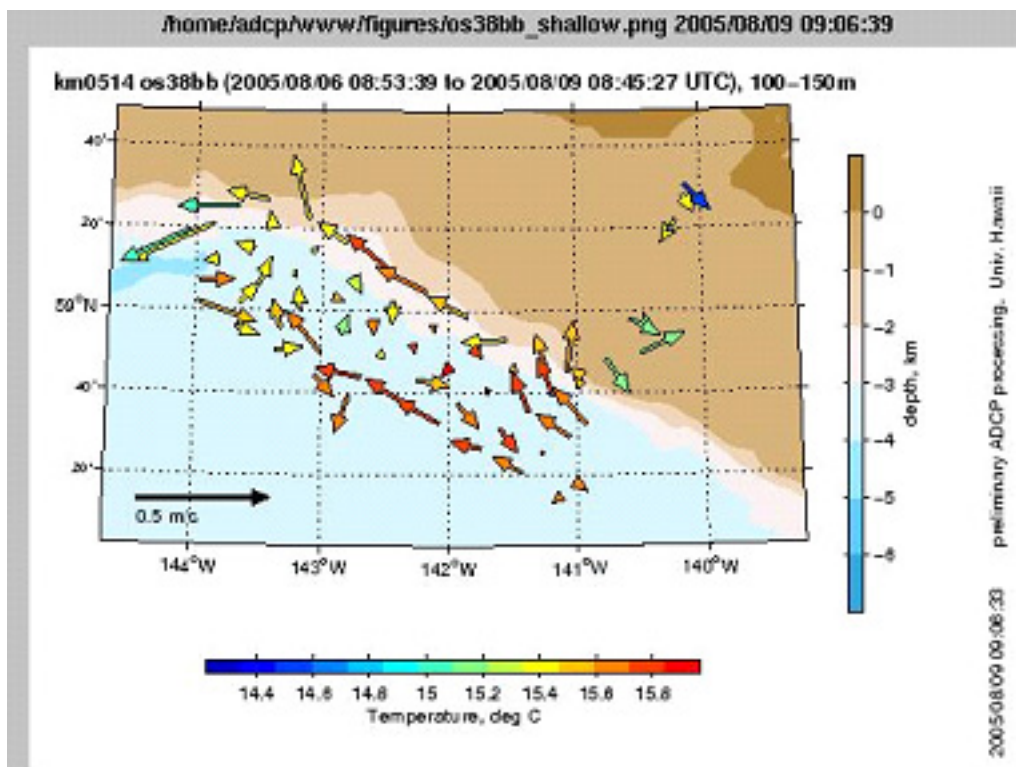 /home/adcp/www/figures/os38bb_shallow.png 2005/08/09 09:06:39
km0514 os38bb (2005/08/06 08:53:39 to 2005/08/09 08:45:27 UTC), 100-150m
40'
20'
59°N
40'
20'
0.5 m/s
144°W
143°W
142°W
141°W
140°W
0
-1
-2
-3
-4
-5
-6
depth, km
preliminary ADCP processing. Univ. Hawaii
2005/08/09 09:06:33
14.4
14.6
14.8
15
15.2
15.4
15.6
15.8
Temperature, deg C